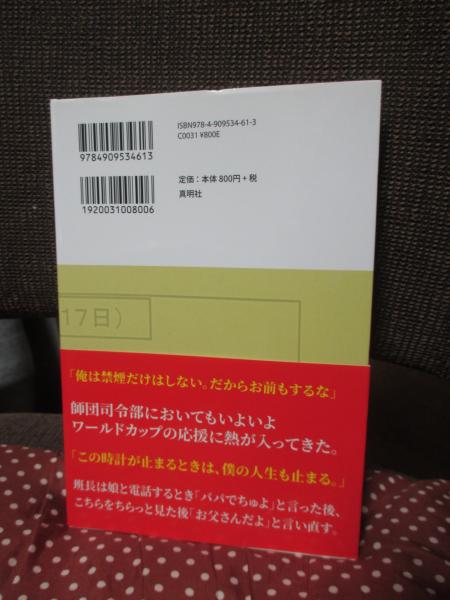 ISBN978-4-909534-61-3
C0031 ¥800E
9784909534613
定価：本体 800円＋税
真明社
1920031008006
17日）
「俺は禁煙だけはしない。だからお前もするな」
師団司令部においてもいよいよ
ワールドカップの応援に熱が入ってきた。
「この時計が止まるときは、僕の人生も止まる。」
班長は娘と電話するとき「パパでちゅよ」と言った後、
こちらをちらっと見た後「お父さんだよ」と言い直す。